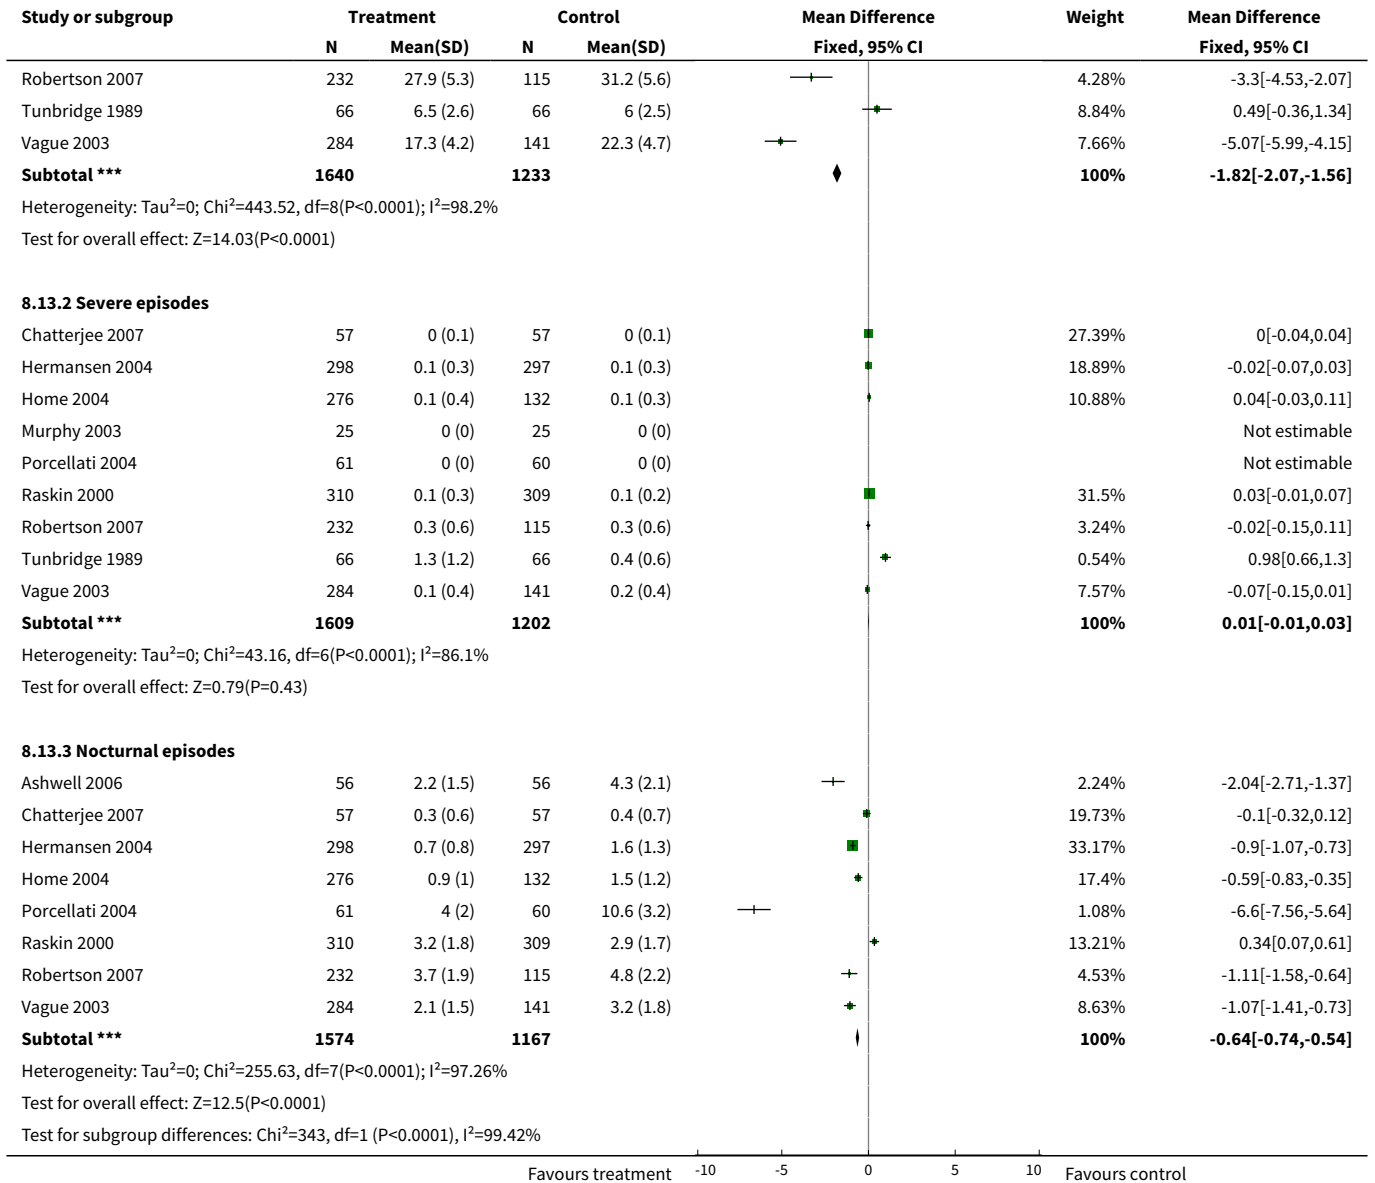 Study or subgroup Treatment Control Mean Difference Weight Mean Difference
N Mean(SD) N Mean(SD) Fixed, 95% CI Fixed, 95% CI
Robertson 2007 232 27.9 (5.3) 115 31.2 (5.6) 4.28% -3.3[-4.53,-2.07]
Tunbridge 1989 66 6.5 (2.6) 66 6 (2.5) 8.84% 0.49[-0.36,1.34]
Vague 2003 284 17.3 (4.2) 141 22.3 (4.7) 7.66% -5.07[-5.99,-4.15]
Subtotal *** 1640 1233 100% -1.82[-2.07,-1.56]
Heterogeneity: Tau²=0; Chi²=443.52, df=8(P<0.0001); I²=98.2%
Test for overall effect: Z=14.03(P<0.0001)
8.13.2 Severe episodes
Chatterjee 2007 57 0 (0.1) 57 0 (0.1) 27.39% 0[-0.04,0.04]
Hermansen 2004 298 0.1 (0.3) 297 0.1 (0.3) 18.89% -0.02[-0.07,0.03]
Home 2004 276 0.1 (0.4) 132 0.1 (0.3) 10.88% 0.04[-0.03,0.11]
Murphy 2003 25 0 (0) 25 0 (0) Not estimable
Porcellati 2004 61 0 (0) 60 0 (0) Not estimable
Raskin 2000 310 0.1 (0.3) 309 0.1 (0.2) 31.5% 0.03[-0.01,0.07]
Robertson 2007 232 0.3 (0.6) 115 0.3 (0.6) 3.24% -0.02[-0.15,0.11]
Tunbridge 1989 66 1.3 (1.2) 66 0.4 (0.6) 0.54% 0.98[0.66,1.3]
Vague 2003 284 0.1 (0.4) 141 0.2 (0.4) 7.57% -0.07[-0.15,0.01]
Subtotal *** 1609 1202 100% 0.01[-0.01,0.03]
Heterogeneity: Tau²=0; Chi²=43.16, df=6(P<0.0001); I²=86.1%
Test for overall effect: Z=0.79(P=0.43)
8.13.3 Nocturnal episodes
Ashwell 2006 56 2.2 (1.5) 56 4.3 (2.1) 2.24% -2.04[-2.71,-1.37]
Chatterjee 2007 57 0.3 (0.6) 57 0.4 (0.7) 19.73% -0.1[-0.32,0.12]
Hermansen 2004 298 0.7 (0.8) 297 1.6 (1.3) 33.17% -0.9[-1.07,-0.73]
Home 2004 276 0.9 (1) 132 1.5 (1.2) 17.4% -0.59[-0.83,-0.35]
Porcellati 2004 61 4 (2) 60 10.6 (3.2) 1.08% -6.6[-7.56,-5.64]
Raskin 2000 310 3.2 (1.8) 309 2.9 (1.7) 13.21% 0.34[0.07,0.61]
Robertson 2007 232 3.7 (1.9) 115 4.8 (2.2) 4.53% -1.11[-1.58,-0.64]
Vague 2003 284 2.1 (1.5) 141 3.2 (1.8) 8.63% -1.07[-1.41,-0.73]
Subtotal *** 1574 1167 100% -0.64[-0.74,-0.54]
Heterogeneity: Tau²=0; Chi²=255.63, df=7(P<0.0001); I²=97.26%
Test for overall effect: Z=12.5(P<0.0001)
Test for subgroup differences: Chi²=343, df=1 (P<0.0001), I²=99.42%
Favours treatment -10 -5 0 5 10 Favours control